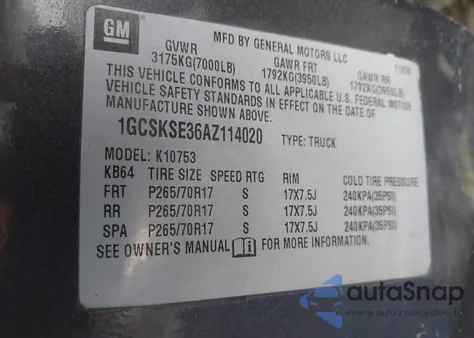 GM
MFD BY GENERAL MOTORS LLC
GVWR GAWR FRT GAWR RR
3175KG(7000LB) 1792KG(3950LB) 1792KG(3950LB)
THIS VEHICLE CONFORMS TO ALL APPLICABLE U.S. FEDERAL MOTOR
VEHICLE SAFETY STANDARDS IN EFFECT ON THE DATE OF
MANUFACTURE SHOWN ABOVE.
1GCSKSE36AZ114020 TYPE: TRUCK
MODEL: K10753
KB64 TIRE SIZE SPEED RTG RIM COLD TIRE PRESSURE
FRT P265/70R17 S 17X7.5J 240KPA(35PSI)
RR P265/70R17 S 17X7.5J 240KPA(35PSI)
SPA P265/70R17 S 17X7.5J 240KPA(35PSI)
SEE OWNER'S MANUAL FOR MORE INFORMATION.
autoSnap